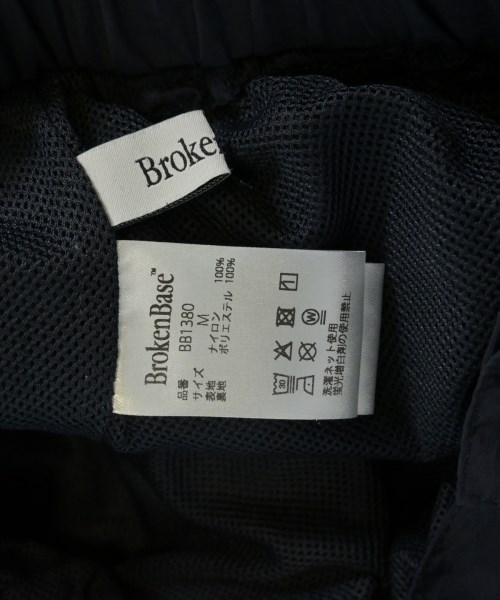 Broken
BrokenBase™
品番 BB1380
サイズ M
表地 ナイロン 100%
裏地 ポリエステル 100%
30
W
洗濯ネット使用
蛍光増白剤の使用禁止